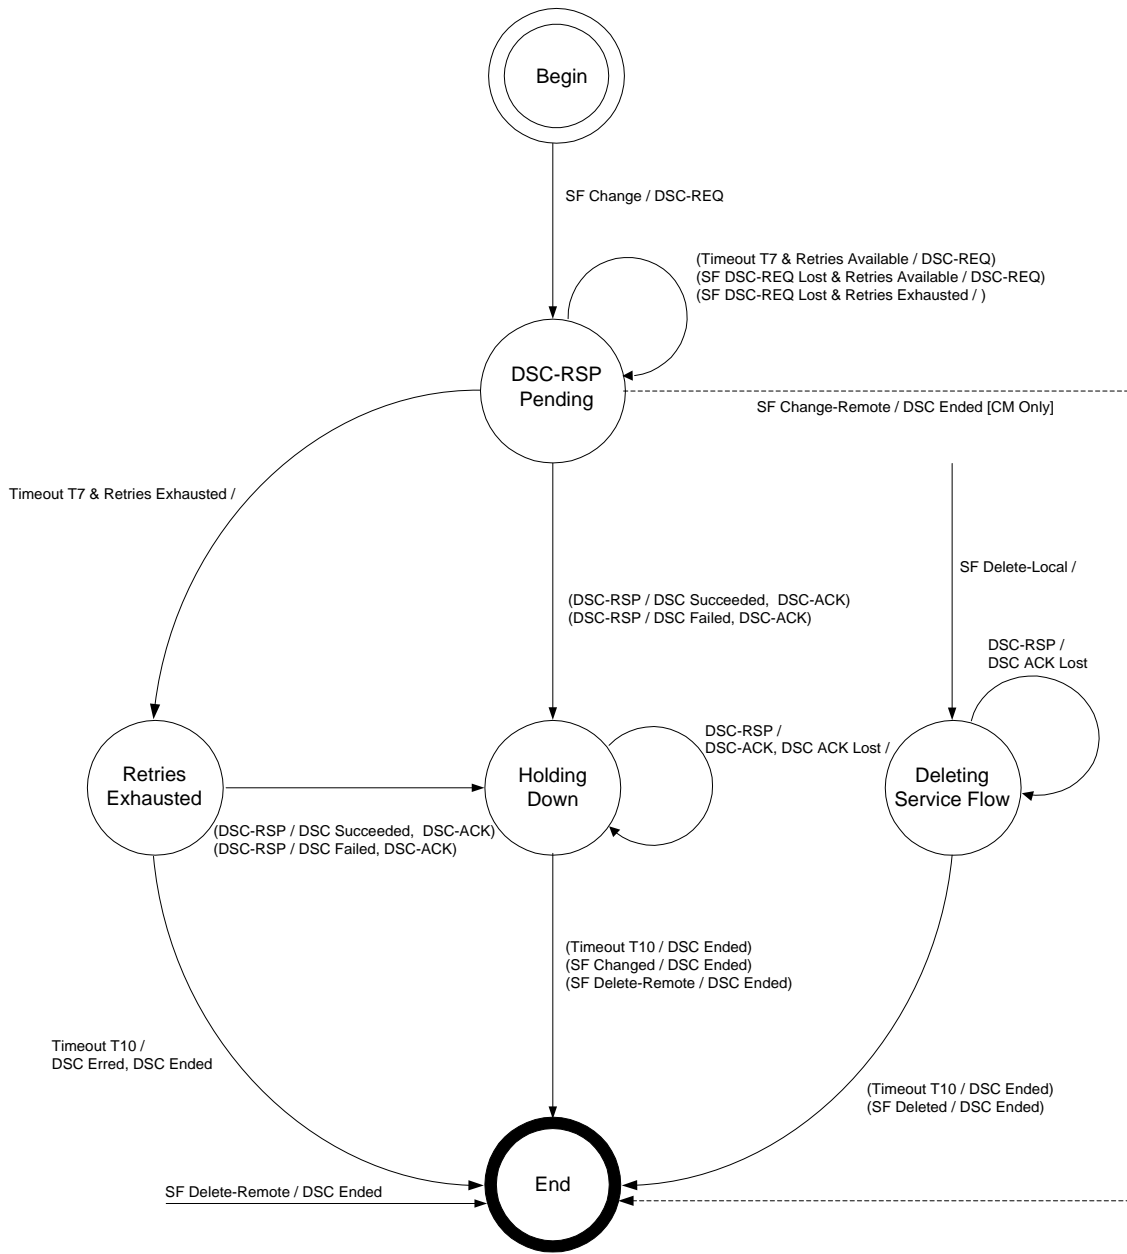 Begin
SF Change / DSC-REQ
(Timeout T7 & Retries Available / DSC-REQ)
(SF DSC-REQ Lost & Retries Available / DSC-REQ)
(SF DSC-REQ Lost & Retries Exhausted / )
DSC-RSP
Pending
SF Change-Remote / DSC Ended [CM Only]
Timeout T7 & Retries Exhausted /
SF Delete-Local /
(DSC-RSP / DSC Succeeded, DSC-ACK)
(DSC-RSP / DSC Failed, DSC-ACK)
DSC-RSP /
DSC ACK Lost
DSC-RSP /
DSC-ACK, DSC ACK Lost /
Retries
Exhausted
Holding
Down
Deleting
Service Flow
(DSC-RSP / DSC Succeeded, DSC-ACK)
(DSC-RSP / DSC Failed, DSC-ACK)
(Timeout T10 / DSC Ended)
(SF Changed / DSC Ended)
(SF Delete-Remote / DSC Ended)
Timeout T10 /
DSC Erred, DSC Ended
(Timeout T10 / DSC Ended)
(SF Deleted / DSC Ended)
SF Delete-Remote / DSC Ended
End